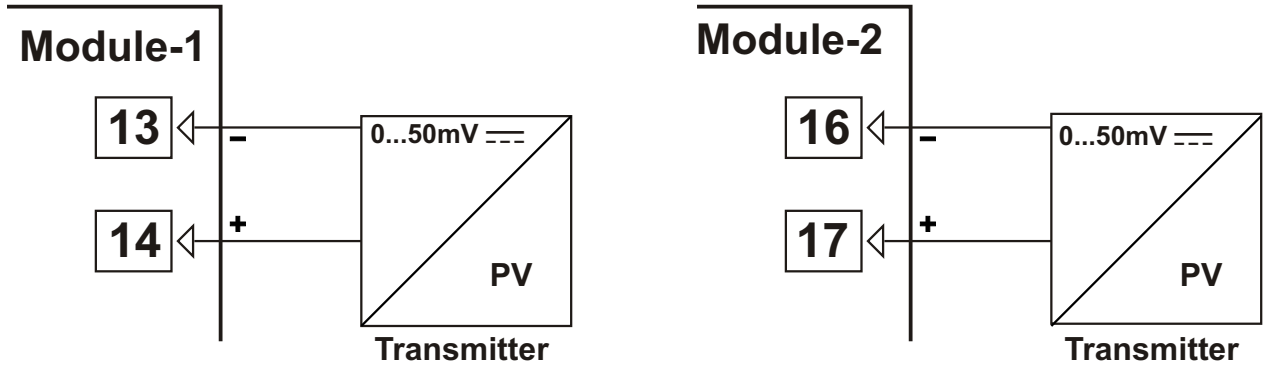 Module-1
13
-
0...50mV
14
+
PV
Transmitter
Module-2
16
-
0...50mV
17
+
PV
Transmitter